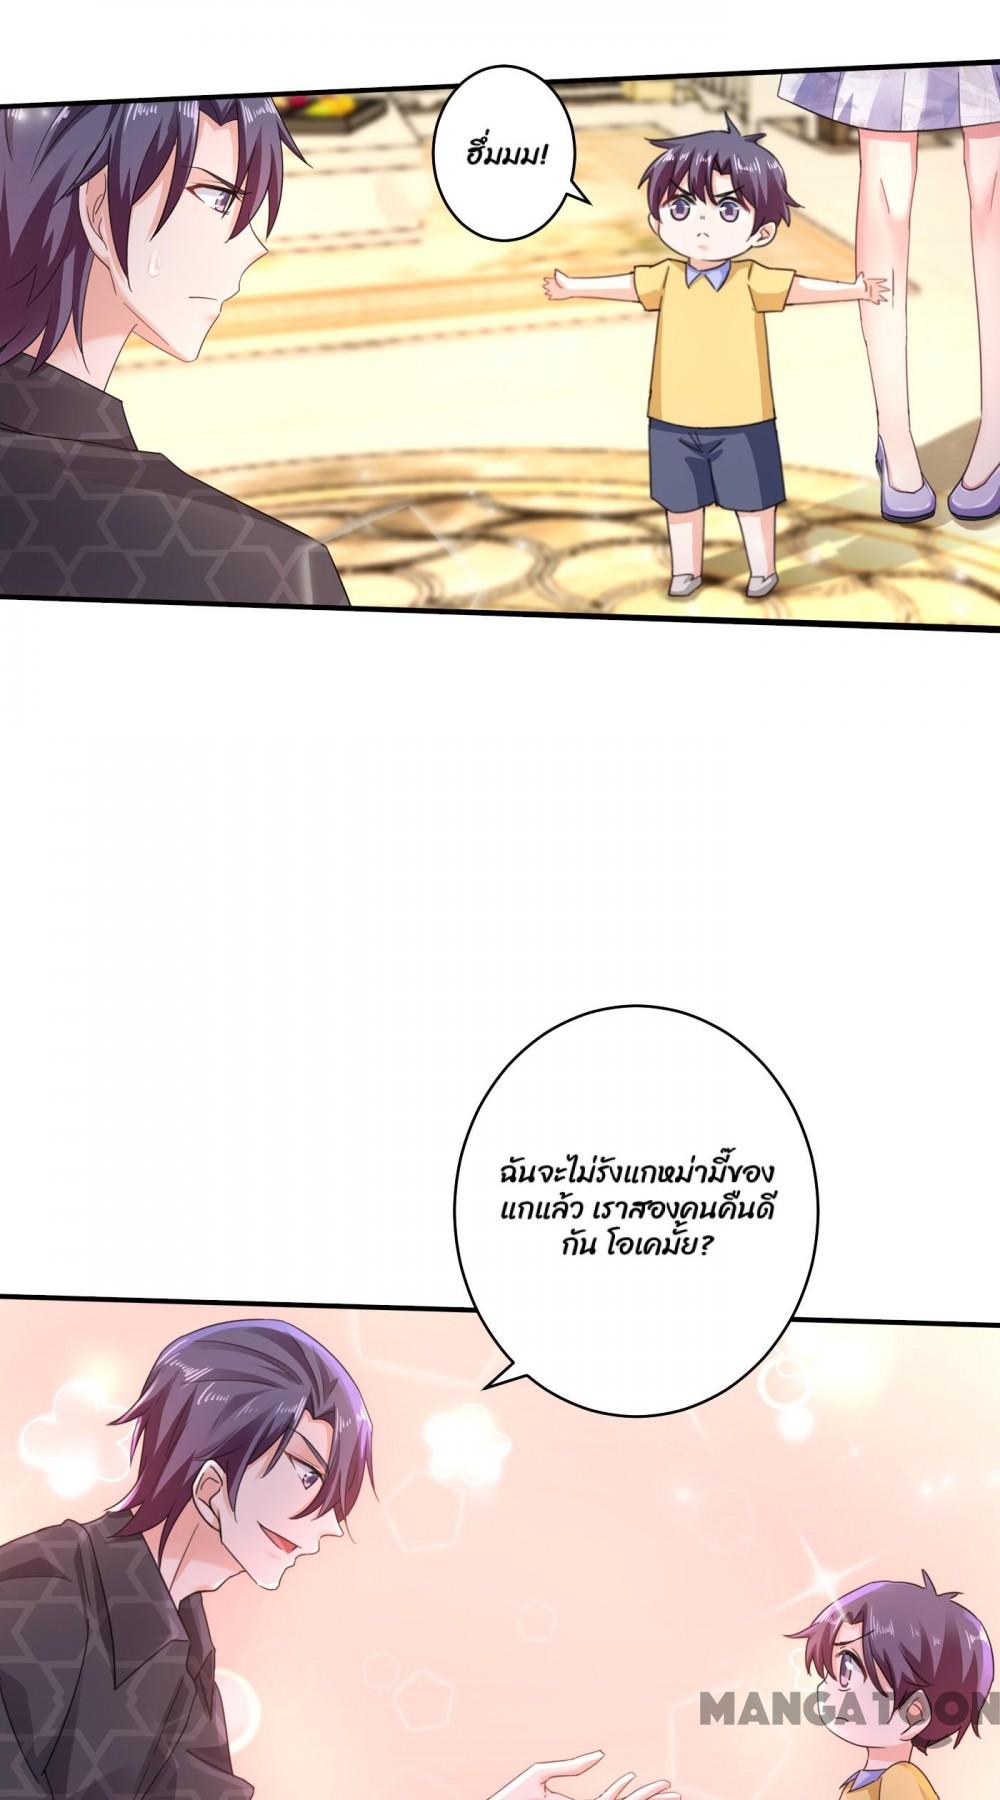 ฮึ่มมม!
ฉันจะไม่รังแกหม่ามี๊ของ
แกแล้ว เราสองคนคืนดี
กัน โอเคมั้ย?
MANGATOON